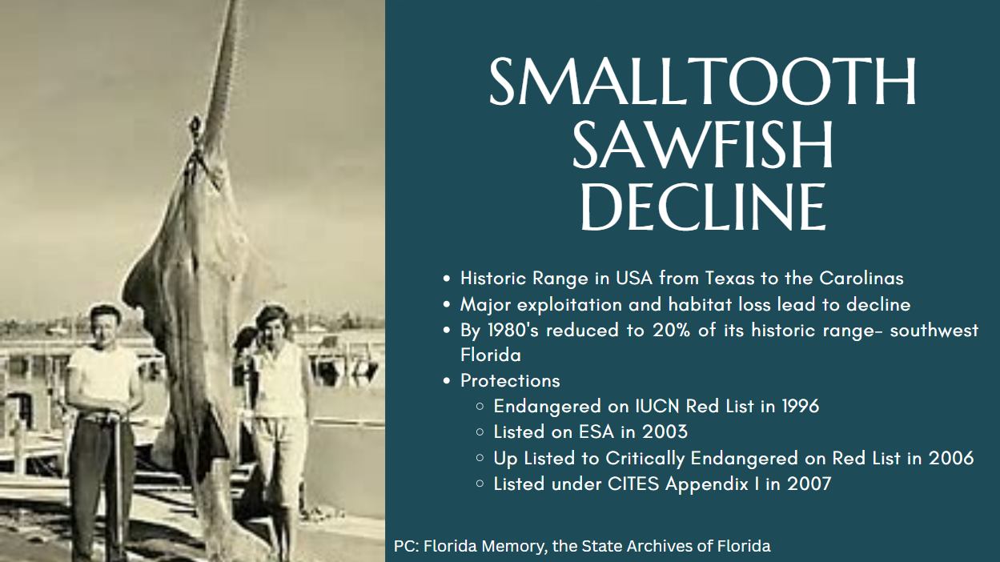 SMALLTOOTH
SAWFISH
DECLINE
• Historic Range in USA from Texas to the Carolinas
• Major exploitation and habitat loss lead to decline
• By 1980's reduced to 20% of its historic range- southwest
Florida
• Protections
○ Endangered on IUCN Red List in 1996
○ Listed on ESA in 2003
○ Up Listed to Critically Endangered on Red List in 2006
○ Listed under CITES Appendix I in 2007
PC: Florida Memory, the State Archives of Florida